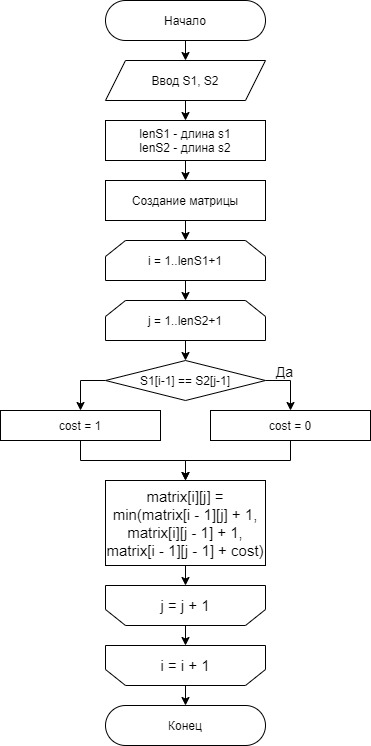 Начало
Ввод S1, S2
lenS1 - длина s1
lenS2 - длина s2
Создание матрицы
i = 1..lenS1+1
j = 1..lenS2+1
S1[i-1] == S2[j-1]
Да
cost = 1
cost = 0
matrix[i][j] =
min(matrix[i - 1][j] + 1,
matrix[i][j - 1] + 1,
matrix[i - 1][j - 1] + cost)
j = j + 1
i = i + 1
Конец